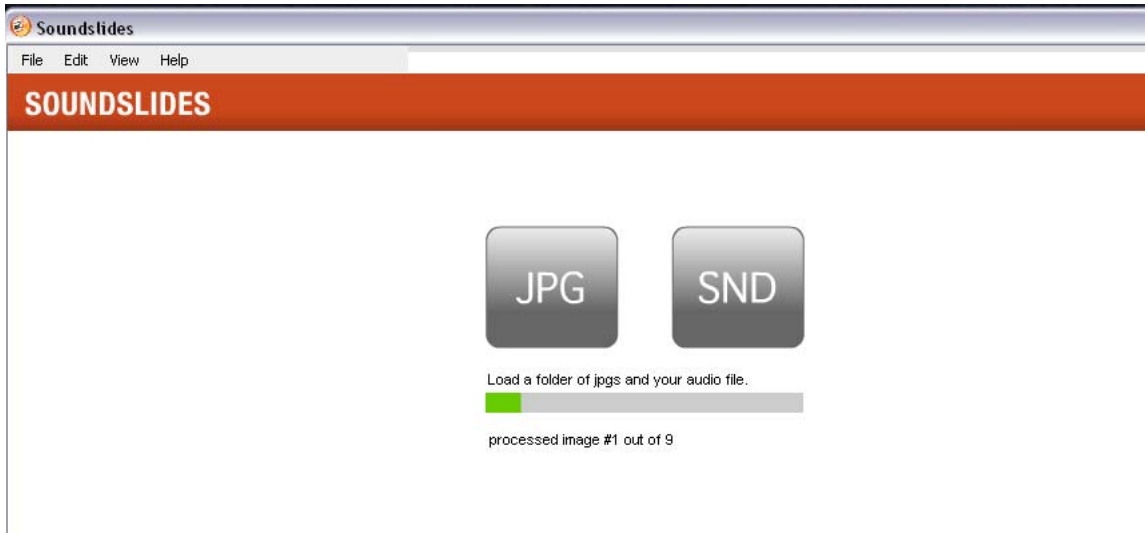 Soundslides
File Edit View Help
SOUNDSLIDES
JPG SND
Load a folder of jpgs and your audio file.
processed image #1 out of 9